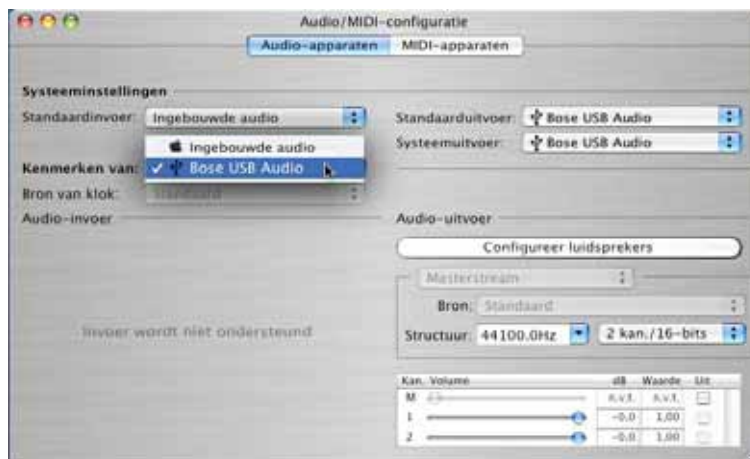 Audio/MIDI-configuratie
Audio-apparaten MIDI-apparaten
Systeeminstellingen
Standaardinvoer: Ingebouwde audio
Standaarduitvoer: Bose USB Audio
Ingebouwde audio
Systeemuitvoer: Bose USB Audio
Kenmerken van: ✓ Bose USB Audio
Bron van klok: Standaard
Audio-invoer
Audio-uitvoer
Configureer luidsprekers
Masterstream
Bron: Standaard
Invoer wordt niet ondersteund
Structuur: 44100.0Hz 2 kan./16-bits
Kan. Volume dB Waarde Uit
M n.v.t. n.v.t.
1 -0,0 1,00
2 -0,0 1,00